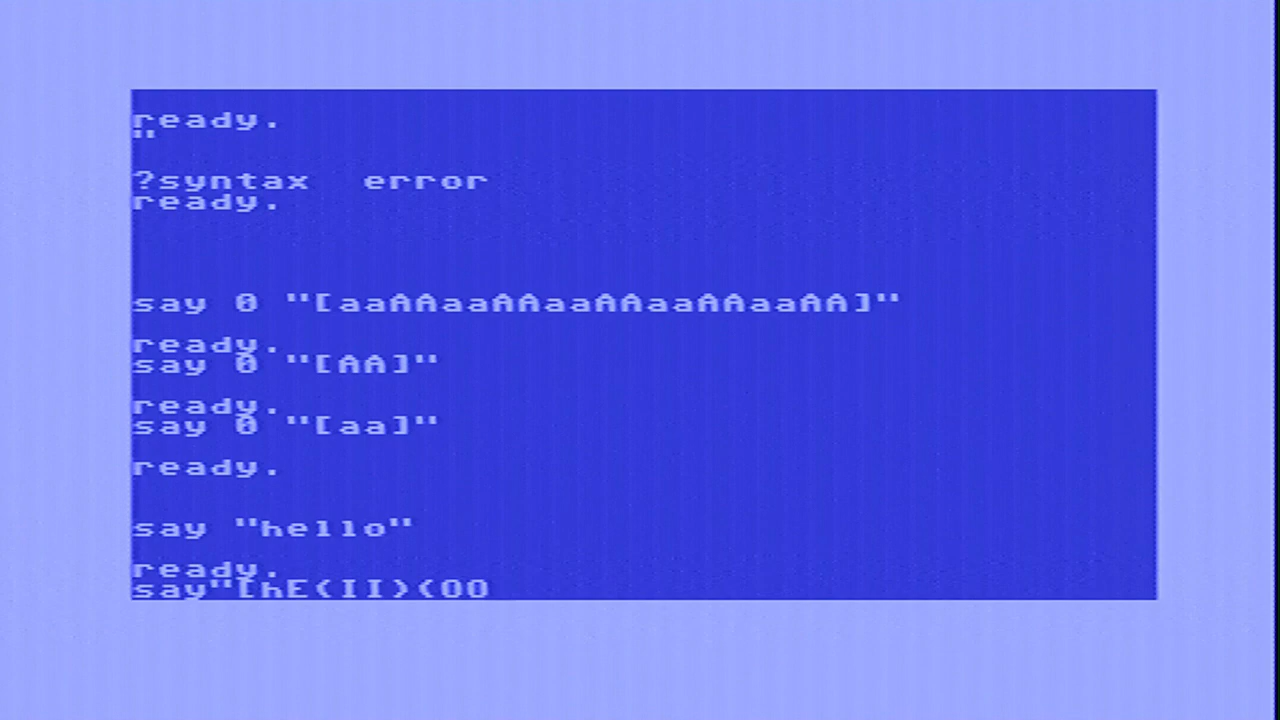 ready.
"
?syntax error
ready.
say 0 "[aaAAaaAAaaAAaaAAaaAA]"
ready.
say 0 "[AA]"
ready.
say 0 "[aa]"
ready.
say "hello"
ready.
say"[hE(II)(OO